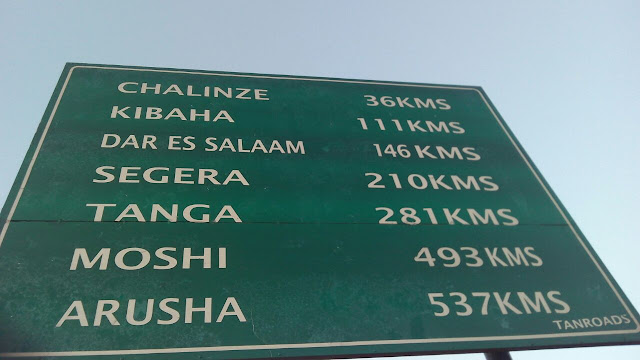 CHALINZE 36KMS
KIBAHA 111KMS
DAR ES SALAAM 146KMS
SEGERA 210KMS
TANGA 281KMS
MOSHI 493KMS
ARUSHA 537KMS
TANROADS